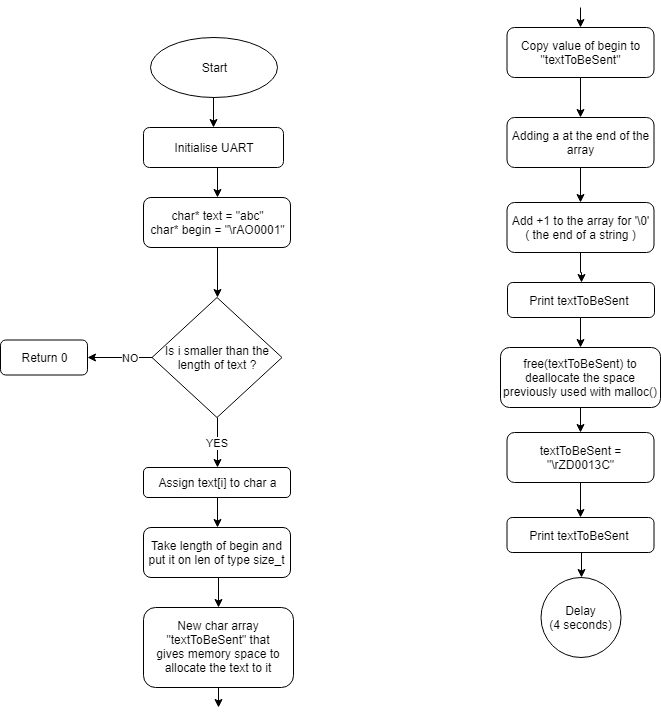 Start
Initialise UART
char* text = "abc"
char* begin = "\rAO0001"
Is i smaller than the
length of text ?
NO
Return 0
YES
Assign text[i] to char a
Take length of begin and
put it on len of type size_t
New char array
"textToBeSent" that
gives memory space to
allocate the text to it
Copy value of begin to
"textToBeSent"
Adding a at the end of the
array
Add +1 to the array for '\0'
( the end of a string )
Print textToBeSent
free(textToBeSent) to
deallocate the space
previously used with malloc()
textToBeSent =
"\rZD0013C"
Print textToBeSent
Delay
(4 seconds)